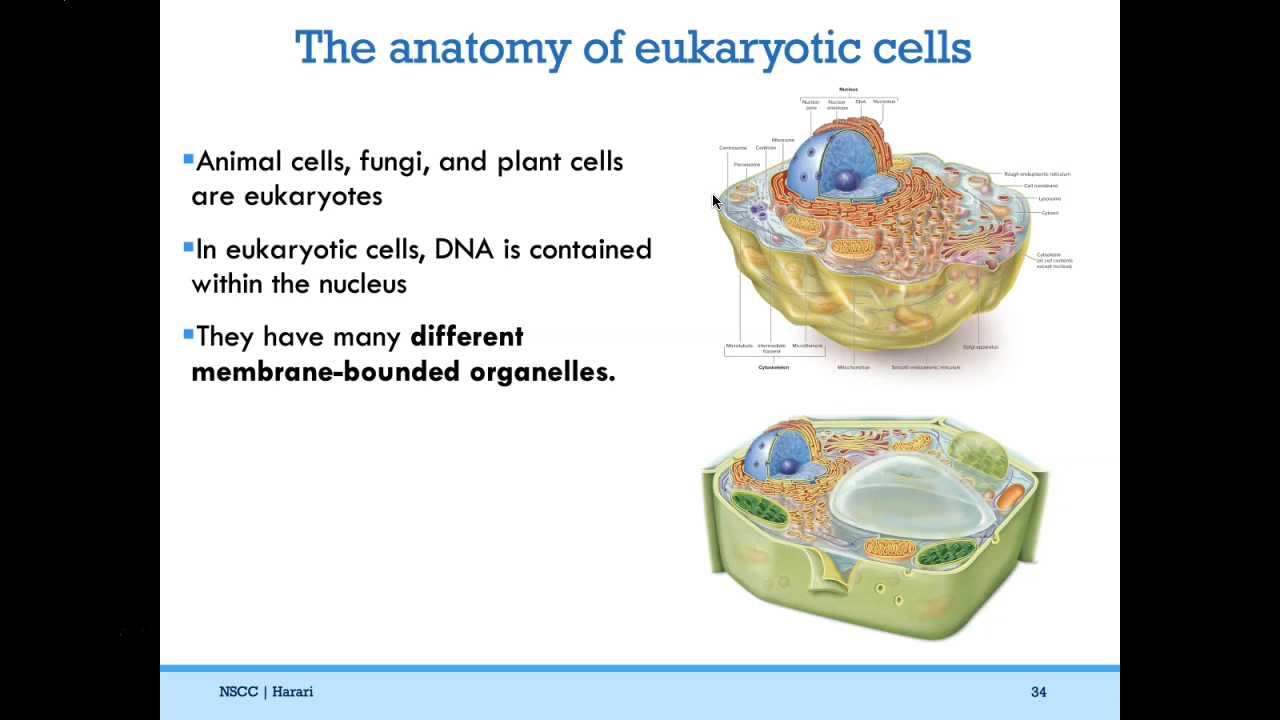 The anatomy of eukaryotic cells
▪Animal cells, fungi, and plant cells
are eukaryotes
▪In eukaryotic cells, DNA is contained
within the nucleus
▪They have many different
membrane-bounded organelles.
Nucleus
Nuclear pore
Nuclear envelope
DNA
Nucleolus
Ribosome
Centrosome
Centriole
Peroxisome
Rough endoplasmic reticulum
Cell membrane
Lysosome
Cytosol
Cytoplasm
(all cell contents
except nucleus)
Microtubule
Intermediate filament
Microfilament
Golgi apparatus
Cytoskeleton
Mitochondrion
Smooth endoplasmic reticulum
NSCC | Harari
34